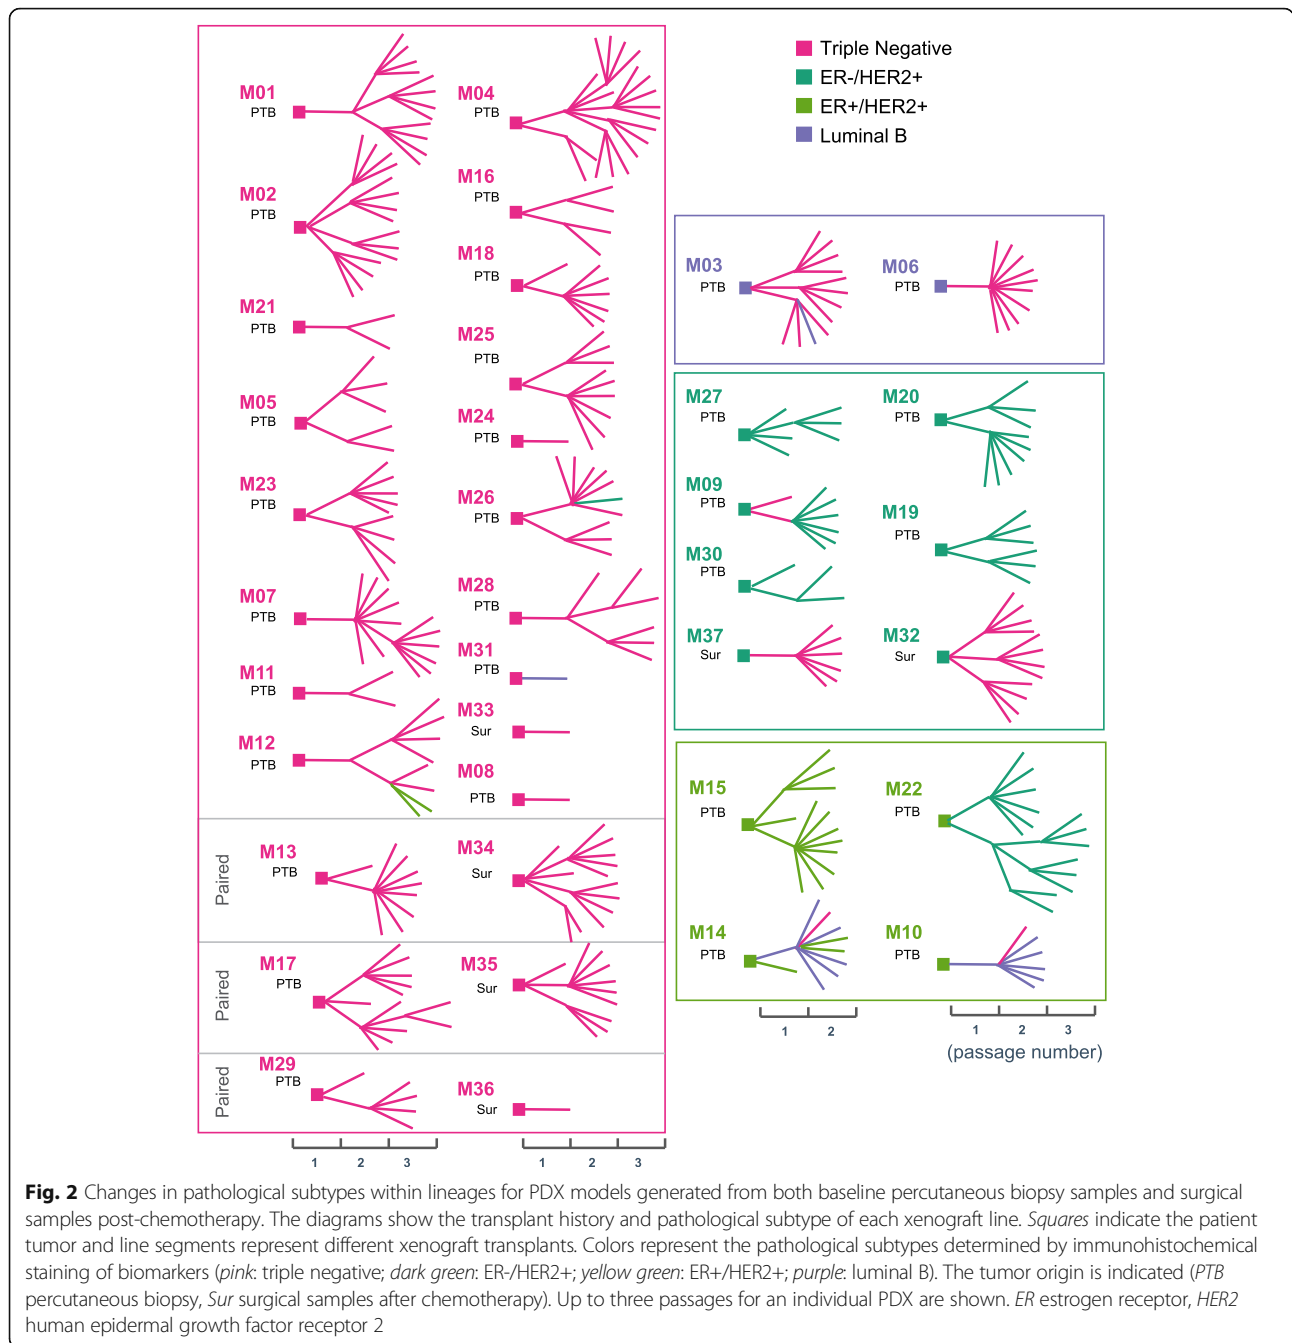 Triple Negative
ER-/HER2+
ER+/HER2+
Luminal B
M01
PTB
M04
PTB
M02
PTB
M16
PTB
M18
PTB
M21
PTB
M25
PTB
M05
PTB
M24
PTB
M23
PTB
M26
PTB
M07
PTB
M28
PTB
M31
PTB
M11
PTB
M33
Sur
M12
PTB
M08
PTB
Paired
M13
PTB
M34
Sur
Paired
M17
PTB
M35
Sur
Paired
M29
PTB
M36
Sur
1 2 3
1 2 3
M03
PTB
M06
PTB
M27
PTB
M20
PTB
M09
PTB
M19
PTB
M30
PTB
M37
Sur
M32
Sur
M15
PTB
M22
PTB
M14
PTB
M10
PTB
1 2
1 2 3
(passage number)
Fig. 2 Changes in pathological subtypes within lineages for PDX models generated from both baseline percutaneous biopsy samples and surgical
samples post-chemotherapy. The diagrams show the transplant history and pathological subtype of each xenograft line. Squares indicate the patient
tumor and line segments represent different xenograft transplants. Colors represent the pathological subtypes determined by immunohistochemical
staining of biomarkers (pink: triple negative; dark green: ER-/HER2+; yellow green: ER+/HER2+; purple: luminal B). The tumor origin is indicated (PTB
percutaneous biopsy, Sur surgical samples after chemotherapy). Up to three passages for an individual PDX are shown. ER estrogen receptor, HER2
human epidermal growth factor receptor 2